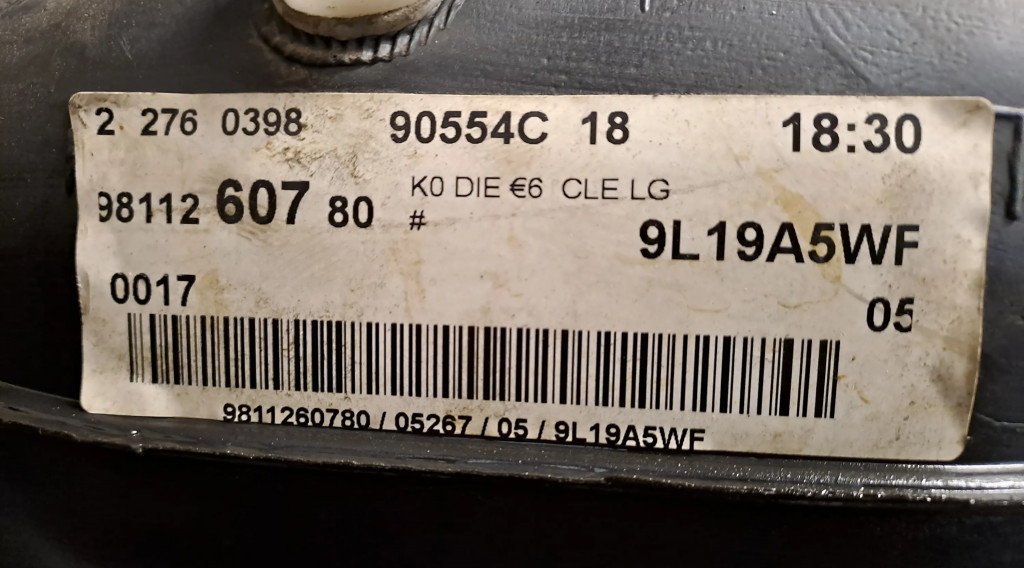 2 276 0398 90554C 18 18:30
98112 607 80 K0 DIE €6 CLE LG
# 9L19A5WF
0017 05
9811260780 / 05267 / 05 / 9L19A5WF